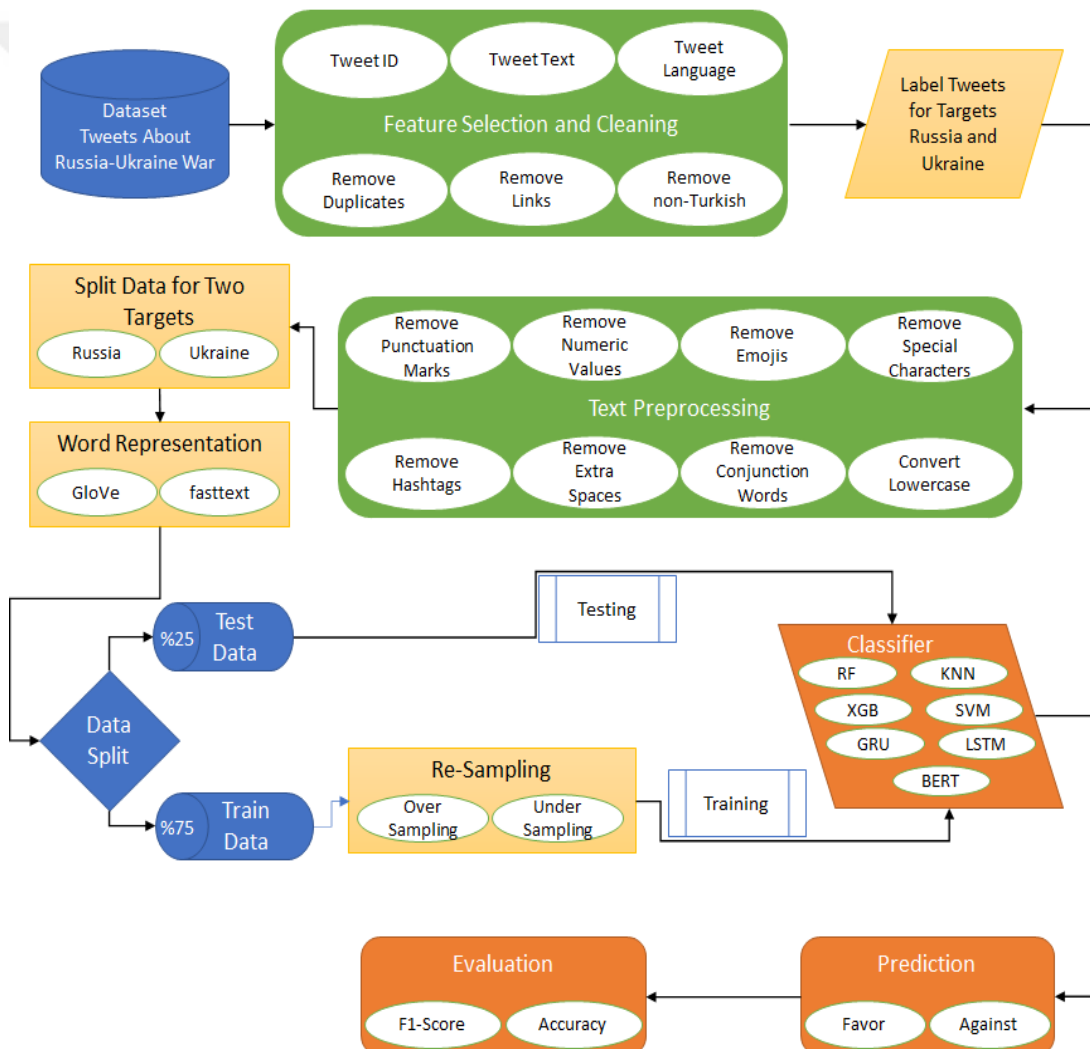 Dataset
Tweets About
Russia-Ukraine War
Tweet ID
Tweet Text
Tweet
Language
Feature Selection and Cleaning
Remove
Duplicates
Remove
Links
Remove
non-Turkish
Label Tweets
for Targets
Russia and
Ukraine
Split Data for Two
Targets
Russia
Ukraine
Remove
Punctuation
Marks
Remove
Numeric
Values
Remove
Emojis
Remove
Special
Characters
Text Preprocessing
Remove
Hashtags
Remove
Extra
Spaces
Remove
Conjunction
Words
Convert
Lowercase
Word Representation
GloVe
fasttext
%25
Test
Data
Testing
Data
Split
%75
Train
Data
Re-Sampling
Over
Sampling
Under
Sampling
Training
Classifier
RF
KNN
XGB
SVM
GRU
LSTM
BERT
Evaluation
F1-Score
Accuracy
Prediction
Favor
Against